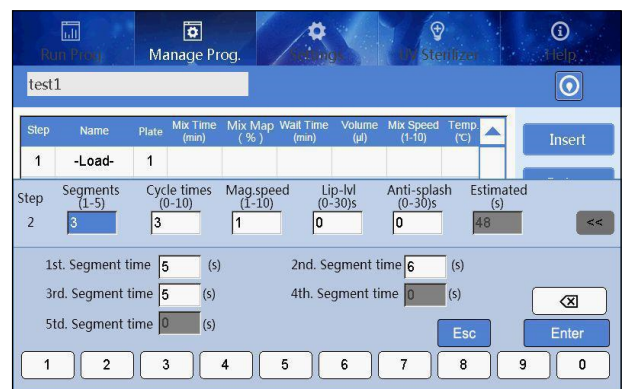 Run Prog. Manage Prog. Settings UV Sterilizer Help
test1
Step Name Plate Mix Time (min) Mix Map (%) Wait Time (min) Volume (µl) Mix Speed (1-10) Temp. (℃)
Insert
1 -Load- 1
Step Segments (1-5) Cycle times (0-10) Mag.speed (1-10) Lip-lvl (0-30)s Anti-splash (0-30)s Estimated (s)
2 3 3 1 0 0 48 <<
1st. Segment time 5 (s) 2nd. Segment time 6 (s)
3rd. Segment time 5 (s) 4th. Segment time 0 (s)
5td. Segment time 0 (s)
Esc Enter
1 2 3 4 5 6 7 8 9 0